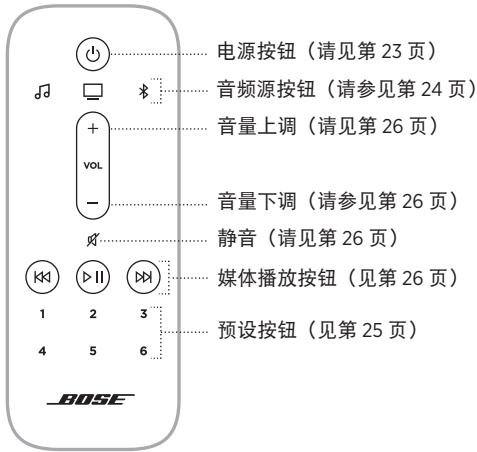 电源按钮（请见第 23 页）
音频源按钮（请参见第 24 页）
+
音量上调（请见第 26 页）
VOL
音量下调（请参见第 26 页）
−
静音（请见第 26 页）
媒体播放按钮（见第 26 页）
1 2 3
预设按钮（见第 25 页）
4 5 6
BOSE